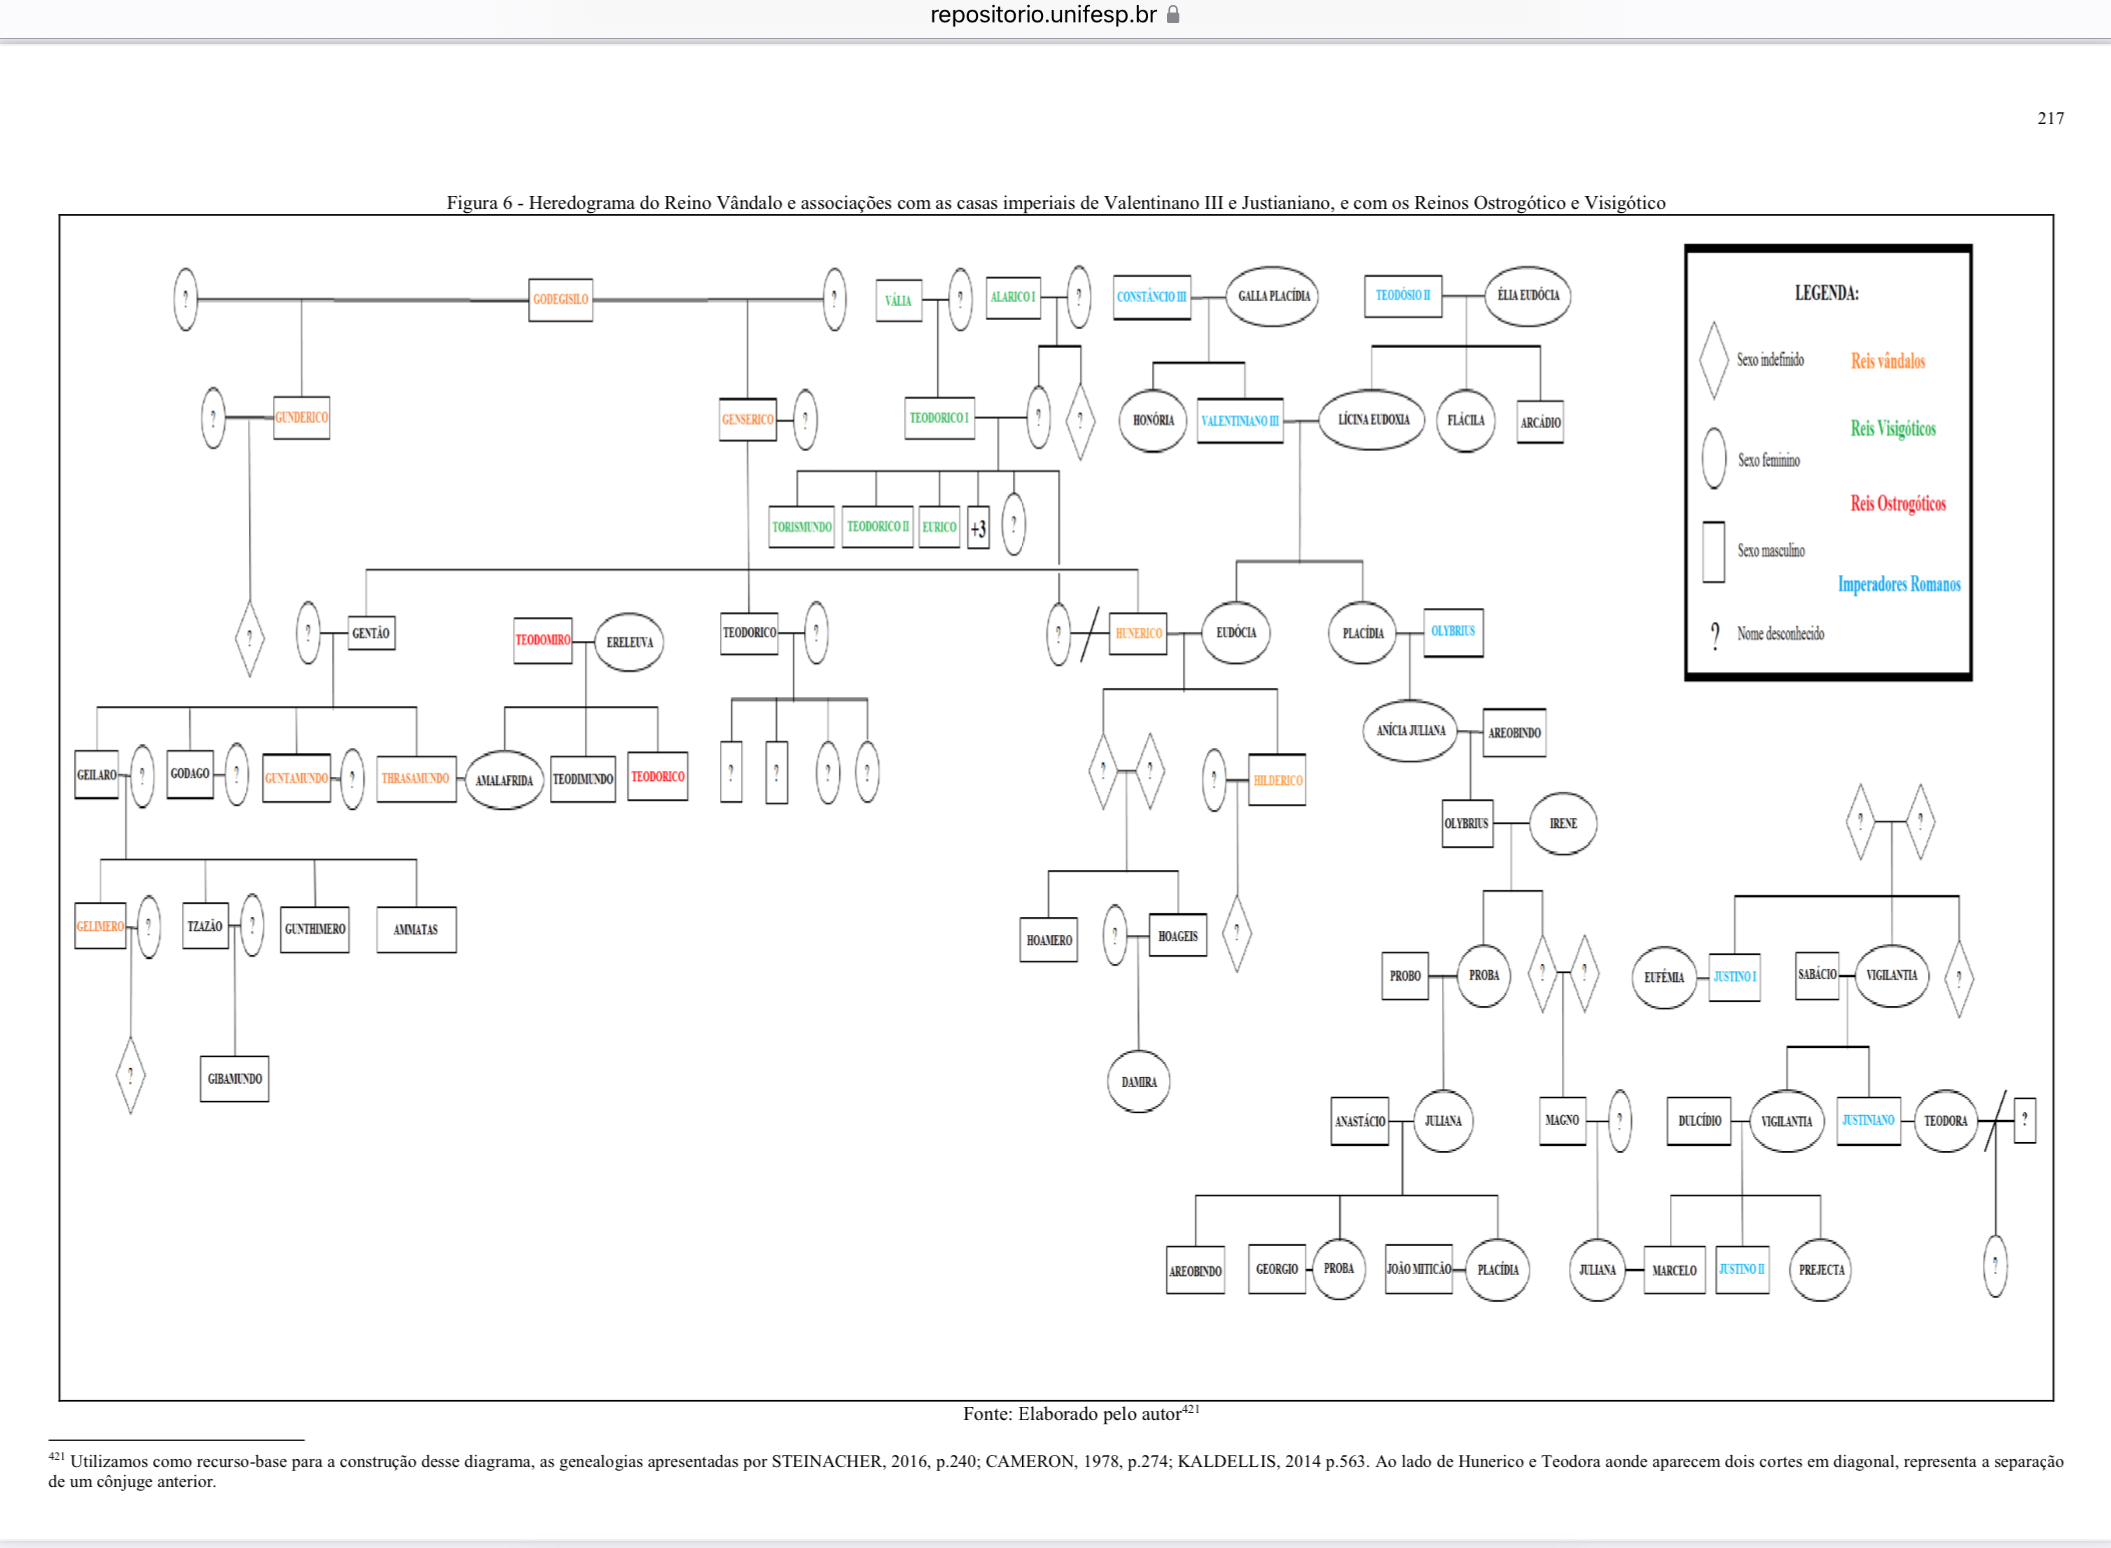 repositorio.unifesp.br
217
Figura 6 - Heredograma do Reino Vândalo e associações com as casas imperiais de Valentinano III e Justianiano, e com os Reinos Ostrogótico e Visigótico
? GODEGISILO ? VÁLIA ? ALARICO I ? CONSTÂNCIO III GALLA PLACÍDIA TEODÓSIO II ÉLIA EUDÓCIA
LEGENDA:
Sexo indefinido Reis vândalos
Sexo feminino Reis Visigóticos
Reis Ostrogóticos
Sexo masculino
Imperadores Romanos
? Nome desconhecido
? GUNDERICO GENSERICO ? TEODORICO I ? ? HONÓRIA VALENTINIANO III LÍCINA EUDOXIA FLÁCILA ARCÁDIO
TORISMUNDO TEODORICO II EURICO +3 ?
? ? GENTÃO TEODOMIRO ERELEUVA TEODORICO ? ? HUNERICO EUDÓCIA PLACÍDIA OLYBRIUS
ANÍCIA JULIANA AREOBINDO
GEILARO ? GODAGO ? GUNTAMUNDO ? THRASAMUNDO AMALAFRIDA TEODIMUNDO TEODORICO ? ? ? ? ? ? ? HILDERICO
OLYBRIUS IRENE ? ?
GELIMERO ? TZAZÃO ? GUNTHIMERO AMMATAS HOAMERO ? HOAGEIS ?
PROBO PROBA ? ? EUFÊMIA JUSTINO I SABÁCIO VIGILANTIA ?
? GIBAMUNDO DAMIRA
ANASTÁCIO JULIANA MAGNO ? DULCÍDIO VIGILANTIA JUSTINIANO TEODORA ?
AREOBINDO GEORGIO PROBA JOÃO MITICÃO PLACÍDIA JULIANA MARCELO JUSTINO II PREJECTA ?
Fonte: Elaborado pelo autor421
421 Utilizamos como recurso-base para a construção desse diagrama, as genealogias apresentadas por STEINACHER, 2016, p.240; CAMERON, 1978, p.274; KALDELLIS, 2014 p.563. Ao lado de Hunerico e Teodora aonde aparecem dois cortes em diagonal, representa a separação
de um cônjuge anterior.